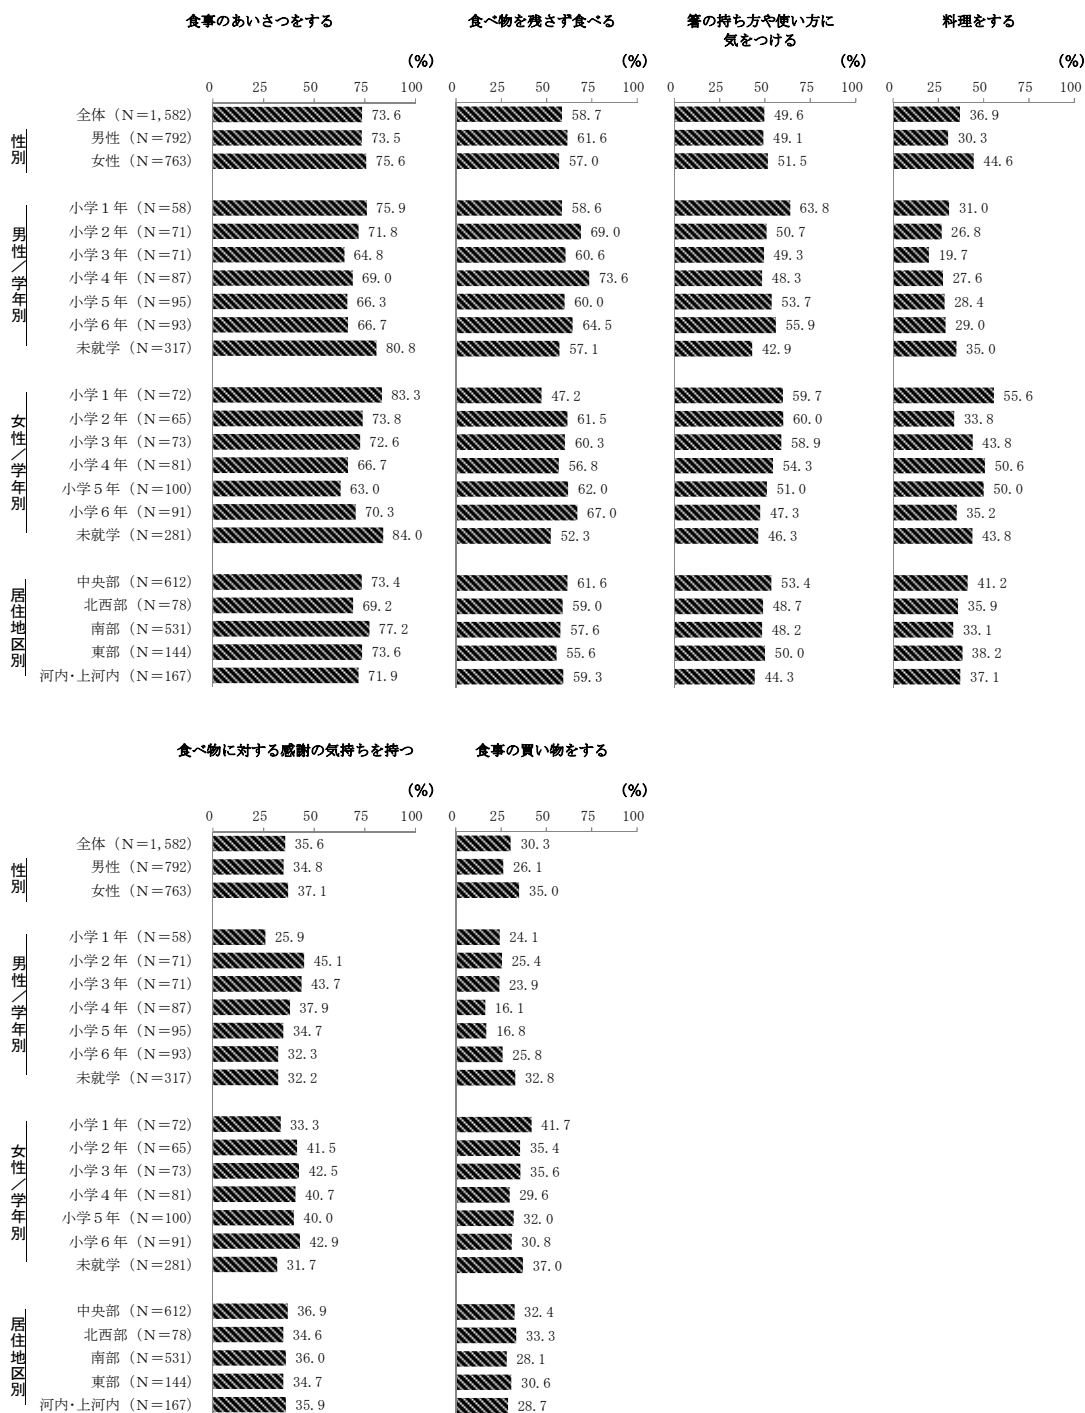 食事のあいさつをする 食べ物を残さず食べる 箸の持ち方や使い方に 料理をする
気をつける
(%) (%) (%) (%)
0 25 50 75 100 0 25 50 75 100 0 25 50 75 100 0 25 50 75 100
全体（N＝1,582） 73.6 58.7 49.6 36.9
性別
男性（N＝792） 73.5 61.6 49.1 30.3
女性（N＝763） 75.6 57.0 51.5 44.6
男性／学年別
小学１年（N＝58） 75.9 58.6 63.8 31.0
小学２年（N＝71） 71.8 69.0 50.7 26.8
小学３年（N＝71） 64.8 60.6 49.3 19.7
小学４年（N＝87） 69.0 73.6 48.3 27.6
小学５年（N＝95） 66.3 60.0 53.7 28.4
小学６年（N＝93） 66.7 64.5 55.9 29.0
未就学（N＝317） 80.8 57.1 42.9 35.0
女性／学年別
小学１年（N＝72） 83.3 47.2 59.7 55.6
小学２年（N＝65） 73.8 61.5 60.0 33.8
小学３年（N＝73） 72.6 60.3 58.9 43.8
小学４年（N＝81） 66.7 56.8 54.3 50.6
小学５年（N＝100） 63.0 62.0 51.0 50.0
小学６年（N＝91） 70.3 67.0 47.3 35.2
未就学（N＝281） 84.0 52.3 46.3 43.8
居住地区別
中央部（N＝612） 73.4 61.6 53.4 41.2
北西部（N＝78） 69.2 59.0 48.7 35.9
南部（N＝531） 77.2 57.6 48.2 33.1
東部（N＝144） 73.6 55.6 50.0 38.2
河内・上河内（N＝167） 71.9 59.3 44.3 37.1
食べ物に対する感謝の気持ちを持つ 食事の買い物をする
(%) (%)
0 25 50 75 100 0 25 50 75 100
全体（N＝1,582） 35.6 30.3
性別
男性（N＝792） 34.8 26.1
女性（N＝763） 37.1 35.0
男性／学年別
小学１年（N＝58） 25.9 24.1
小学２年（N＝71） 45.1 25.4
小学３年（N＝71） 43.7 23.9
小学４年（N＝87） 37.9 16.1
小学５年（N＝95） 34.7 16.8
小学６年（N＝93） 32.3 25.8
未就学（N＝317） 32.2 32.8
女性／学年別
小学１年（N＝72） 33.3 41.7
小学２年（N＝65） 41.5 35.4
小学３年（N＝73） 42.5 35.6
小学４年（N＝81） 40.7 29.6
小学５年（N＝100） 40.0 32.0
小学６年（N＝91） 42.9 30.8
未就学（N＝281） 31.7 37.0
居住地区別
中央部（N＝612） 36.9 32.4
北西部（N＝78） 34.6 33.3
南部（N＝531） 36.0 28.1
東部（N＝144） 34.7 30.6
河内・上河内（N＝167） 35.9 28.7